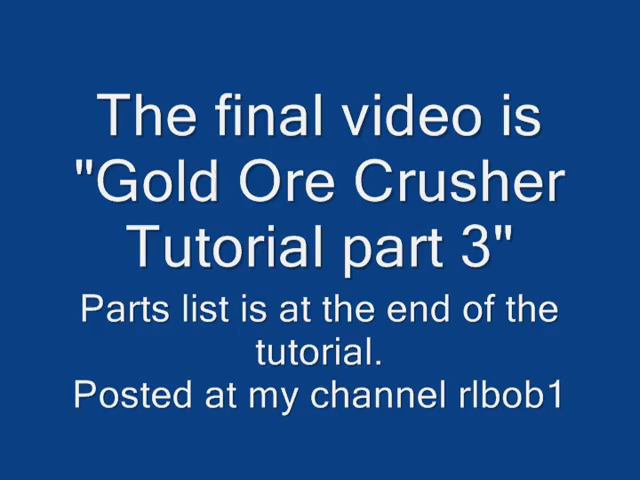 The final video is
"Gold Ore Crusher
Tutorial part 3"
Parts list is at the end of the
tutorial.
Posted at my channel rlbob1